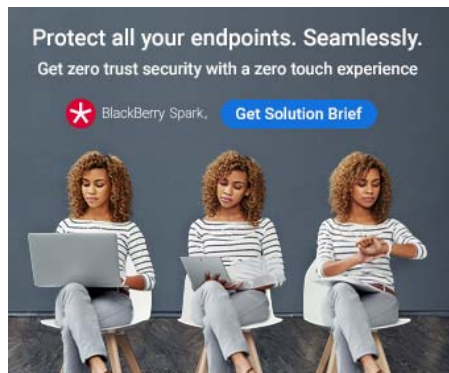 Protect all your endpoints. Seamlessly.
Get zero trust security with a zero touch experience
BlackBerry Spark. Get Solution Brief